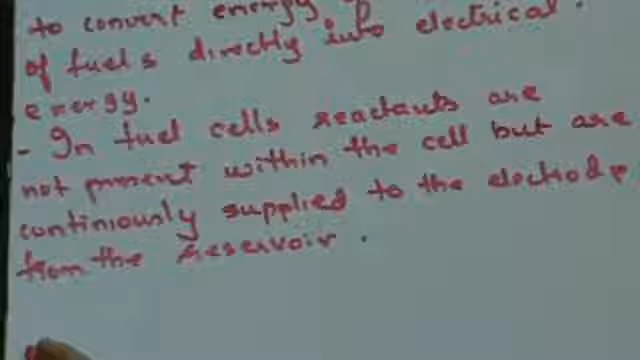 to convert energy
of fuels directly into electrical.
energy.
- In fuel cells reactants are
not present within the cell but are
continiously supplied to the electrode
from the reservoir.